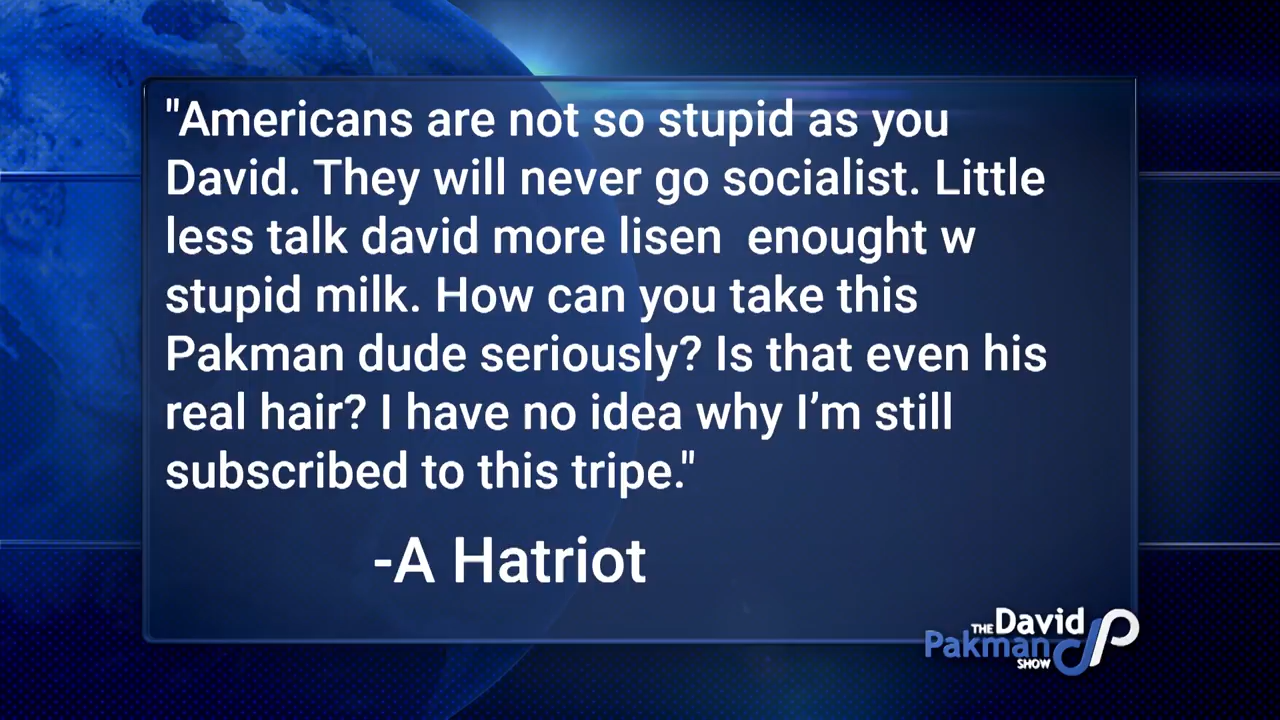 "Americans are not so stupid as you
David. They will never go socialist. Little
less talk david more lisen  enought w
stupid milk. How can you take this
Pakman dude seriously? Is that even his
real hair? I have no idea why I’m still
subscribed to this tripe."
-A Hatriot
THE David
Pakman
SHOW